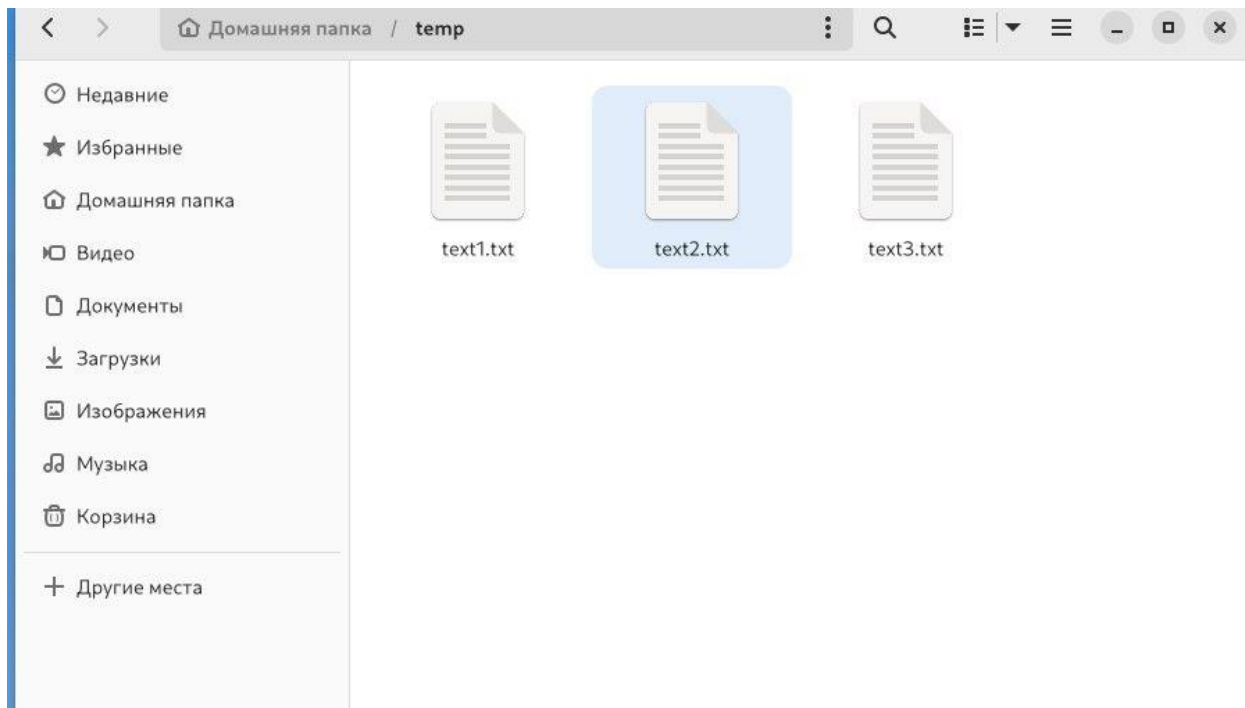 Домашняя папка / temp
Недавние
Избранные
Домашняя папка
Видео
Документы
Загрузки
Изображения
Музыка
Корзина
Другие места
text1.txt
text2.txt
text3.txt